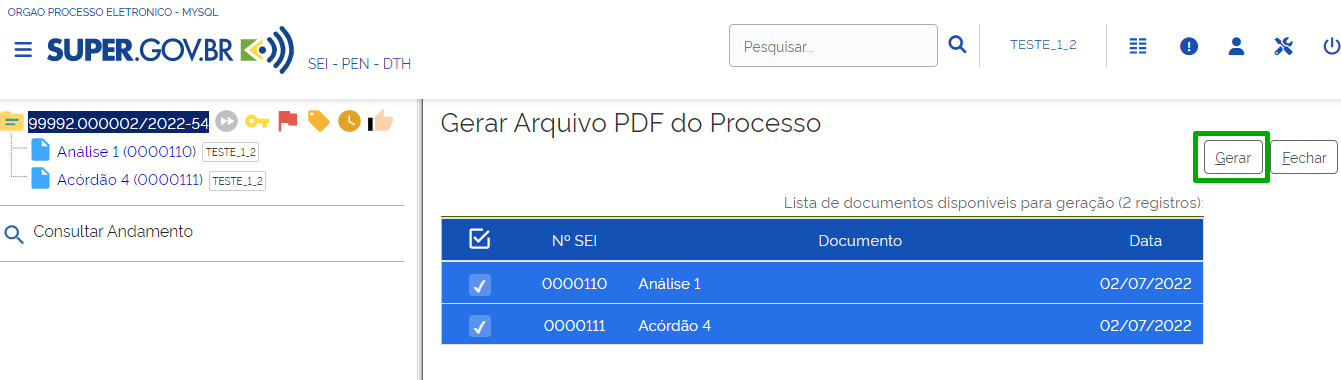 ORGAO PROCESSO ELETRONICO - MYSQL
SUPER.GOV.BR
SEI - PEN - DTH
Pesquisar...
TESTE_1_2
99992.000002/2022-54
Análise 1 (0000110) TESTE_1_2
Acórdão 4 (0000111) TESTE_1_2
Consultar Andamento
Gerar Arquivo PDF do Processo
Gerar Fechar
Lista de documentos disponíveis para geração (2 registros):
Nº SEI Documento Data
0000110 Análise 1 02/07/2022
0000111 Acórdão 4 02/07/2022